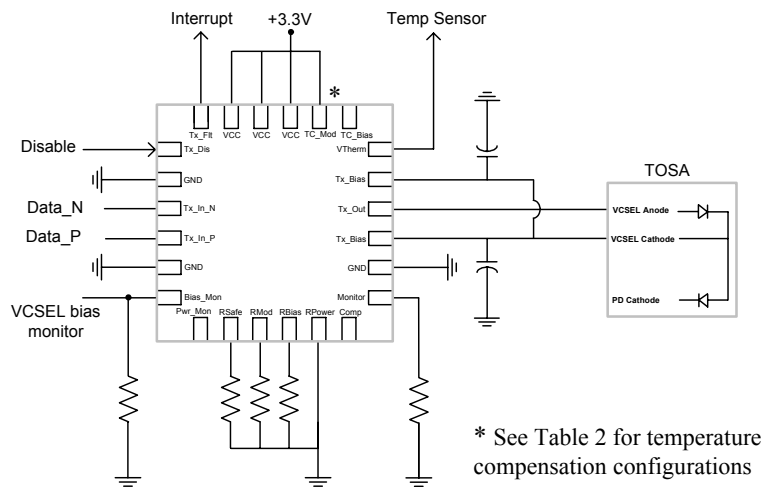 Interrupt
+3.3V
Temp Sensor
*
Tx_Flt
VCC
VCC
VCC
TC_Mod
TC_Bias
Disable
Tx_Dis
VTherm
GND
Tx_Bias
TOSA
Data_N
Tx_In_N
Tx_Out
VCSEL Anode
Data_P
Tx_In_P
Tx_Bias
VCSEL Cathode
GND
GND
Bias_Mon
Monitor
PD Cathode
VCSEL bias
monitor
Pwr_Mon
RSafe
RMod
RBias
RPower
Comp
* See Table 2 for temperature
compensation configurations